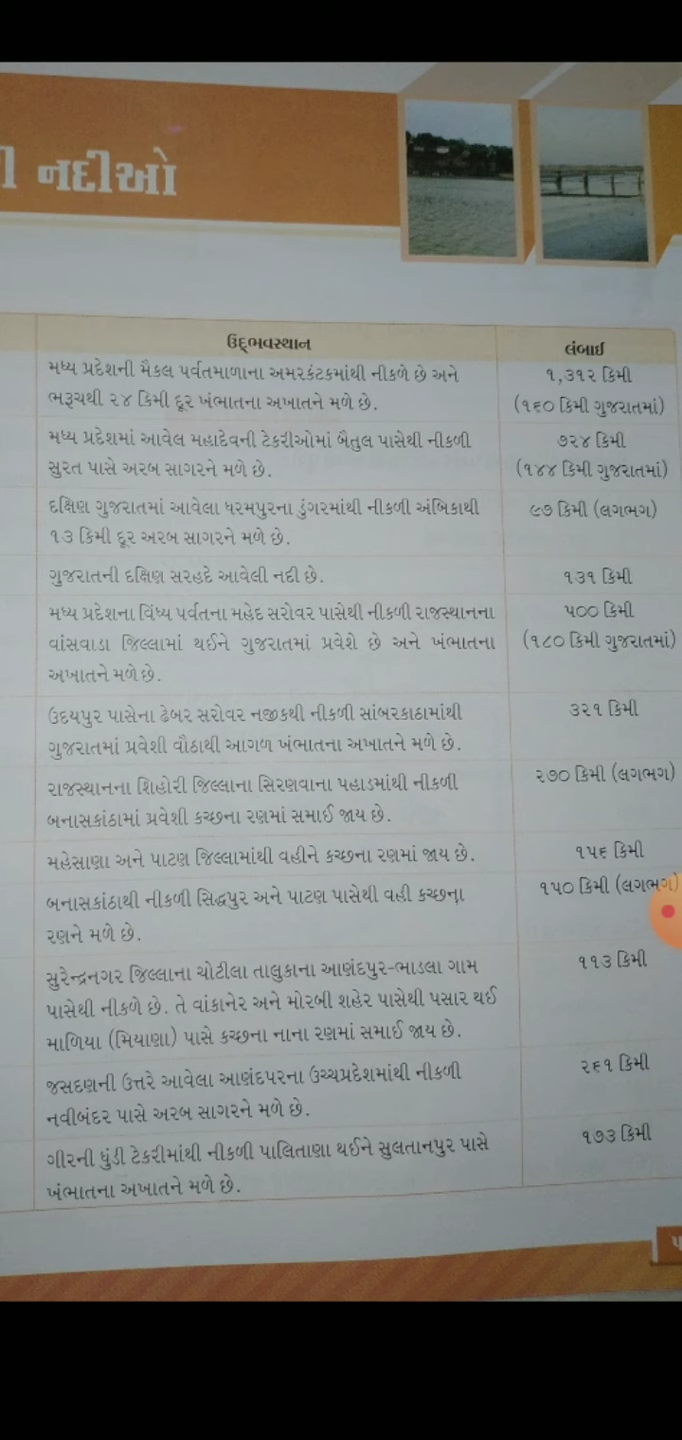 ી નદીઓ
ઉદ્ભવસ્થાન
લંબાઈ
મધ્ય પ્રદેશની મૈકલ પર્વતમાળાના અમરકંટકમાંથી નીકળે છે અને
ભરૂચથી ૨૪ કિમી દૂર ખંભાતના અખાતને મળે છે.
૧,૩૧૨ કિમી
(૧૬૦ કિમી ગુજરાતમાં)
મધ્ય પ્રદેશમાં આવેલ મહાદેવની ટેકરીઓમાં બૈતુલ પાસેથી નીકળી
સુરત પાસે અરબ સાગરને મળે છે.
૭૨૪ કિમી
(૧૪૪ કિમી ગુજરાતમાં)
દક્ષિણ ગુજરાતમાં આવેલા ધરમપુરના ડુંગરમાંથી નીકળી અંબિકાથી
૧૩ કિમી દૂર અરબ સાગરને મળે છે.
૯૭ કિમી (લગભગ)
ગુજરાતની દક્ષિણ સરહદે આવેલી નદી છે.
૧૩૧ કિમી
મધ્ય પ્રદેશના વિંધ્ય પર્વતના મહેદ સરોવર પાસેથી નીકળી રાજસ્થાનના
વાંસવાડા જિલ્લામાં થઈને ગુજરાતમાં પ્રવેશે છે અને ખંભાતના
અખાતને મળે છે.
૫૦૦ કિમી
(૧૮૦ કિમી ગુજરાતમાં)
ઉદયપુર પાસેના ઢેબર સરોવર નજીકથી નીકળી સાંબરકાઠામાંથી
ગુજરાતમાં પ્રવેશી વૌઠાથી આગળ ખંભાતના અખાતને મળે છે.
૩૨૧ કિમી
રાજસ્થાનના શિહોરી જિલ્લાના સિરણવાના પહાડમાંથી નીકળી
બનાસકાંઠામાં પ્રવેશી કચ્છના રણમાં સમાઈ જાય છે.
૨૭૦ કિમી (લગભગ)
મહેસાણા અને પાટણ જિલ્લામાંથી વહીને કચ્છના રણમાં જાય છે.
૧૫૬ કિમી
બનાસકાંઠાથી નીકળી સિદ્ધપુર અને પાટણ પાસેથી વહી કચ્છના
રણને મળે છે.
૧૫૦ કિમી (લગભગ)
સુરેન્દ્રનગર જિલ્લાના ચોટીલા તાલુકાના આણંદપુર-ભાડલા ગામ
પાસેથી નીકળે છે. તે વાંકાનેર અને મોરબી શહેર પાસેથી પસાર થઈ
માળિયા (મિયાણા) પાસે કચ્છના નાના રણમાં સમાઈ જાય છે.
૧૧૩ કિમી
જસદણની ઉત્તરે આવેલા આણંદપરના ઉચ્ચપ્રદેશમાંથી નીકળી
નવીબંદર પાસે અરબ સાગરને મળે છે.
૨૬૧ કિમી
ગીરની ધુંડી ટેકરીમાંથી નીકળી પાલિતાણા થઈને સુલતાનપુર પાસે
ખંભાતના અખાતને મળે છે.
૧૭૩ કિમી